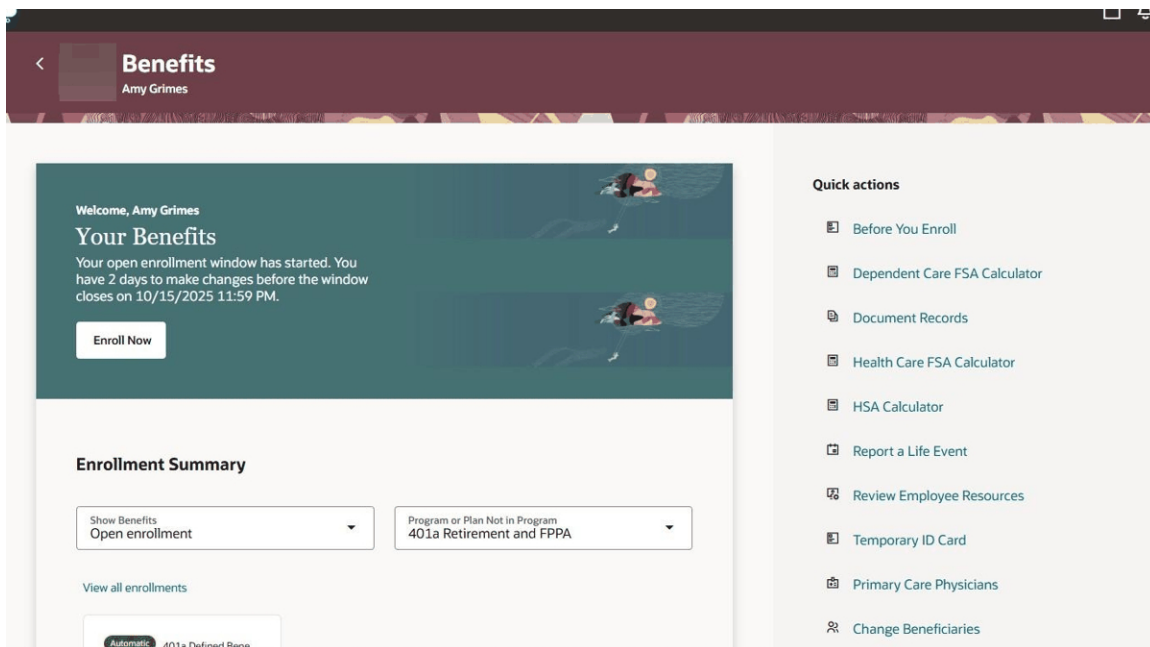 Benefits
Amy Grimes
Welcome, Amy Grimes
Your Benefits
Your open enrollment window has started. You
have 2 days to make changes before the window
closes on 10/15/2025 11:59 PM.
Enroll Now
Enrollment Summary
Show Benefits
Open enrollment
Program or Plan Not in Program
401a Retirement and FPPA
View all enrollments
Automatic 401a Defined Bene
Quick actions
Before You Enroll
Dependent Care FSA Calculator
Document Records
Health Care FSA Calculator
HSA Calculator
Report a Life Event
Review Employee Resources
Temporary ID Card
Primary Care Physicians
Change Beneficiaries